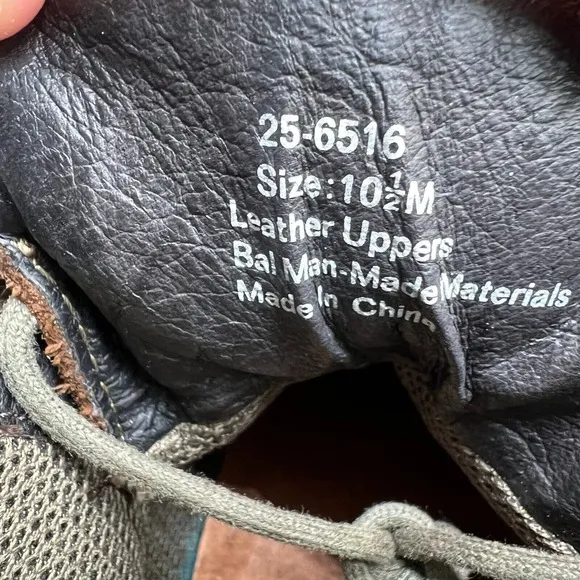 25-6516
Size: 10½M
Leather Uppers
Bal Man-Made Materials
Made In China